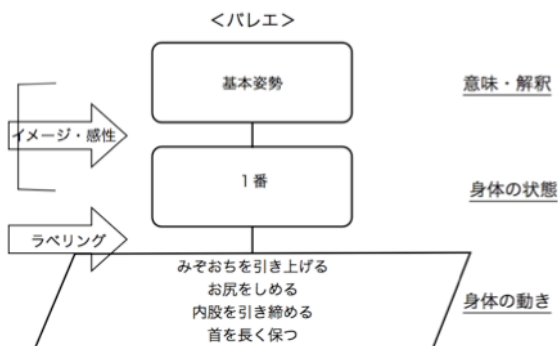 ＜バレエ＞
基本姿勢
意味・解釈
イメージ・感性
１番
身体の状態
ラベリング
みぞおちを引き上げる
お尻をしめる
内股を引き締める
首を長く保つ
身体の動き